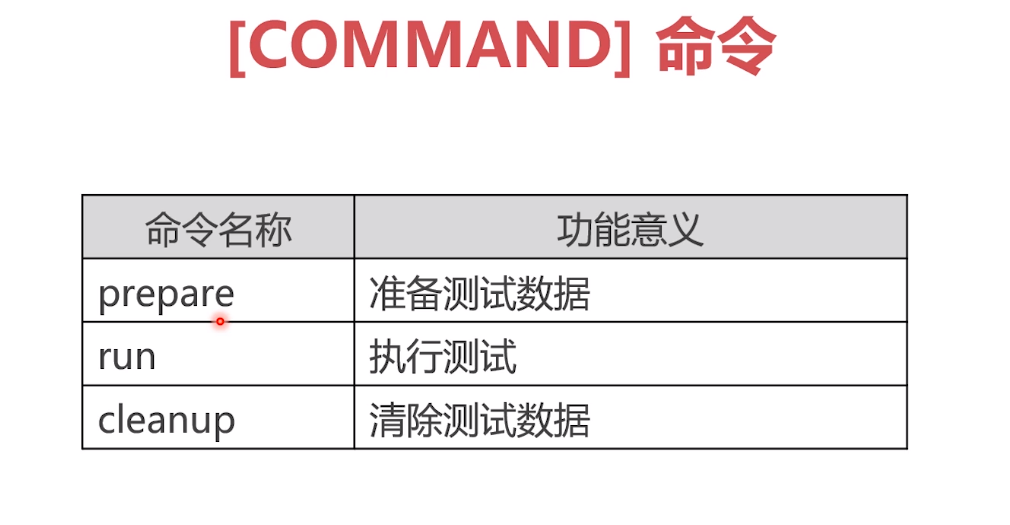 [COMMAND] 命令
命令名称 功能意义
prepare 准备测试数据
run 执行测试
cleanup 清除测试数据